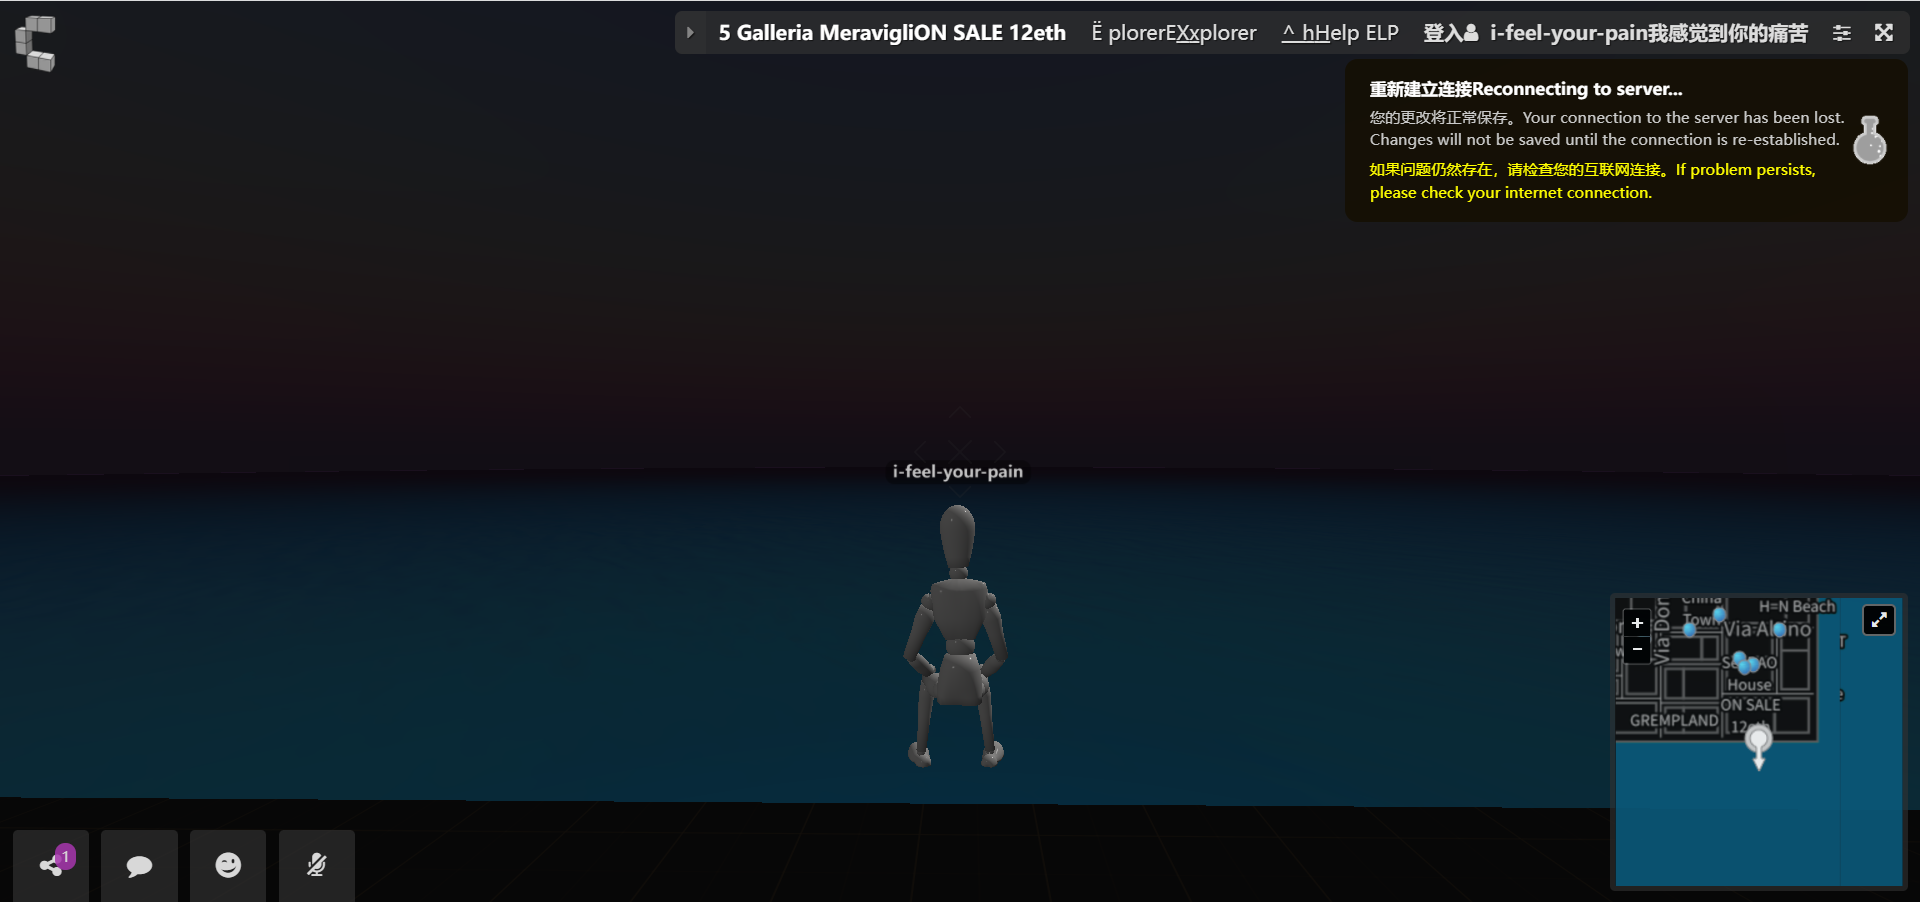 5 Galleria MeravigliON SALE 12eth Ë plorerEXxplorer ^ hHelp ELP 登入 i-feel-your-pain我感觉到你的痛苦
重新建立连接Reconnecting to server...
您的更改将正常保存。Your connection to the server has been lost.
Changes will not be saved until the connection is re-established.
如果问题仍然存在，请检查您的互联网连接。If problem persists,
please check your internet connection.
i-feel-your-pain
China
Town
H=N Beach
Via Alano
House
ON SALE
12eth
GREMPLAND
+
−
1